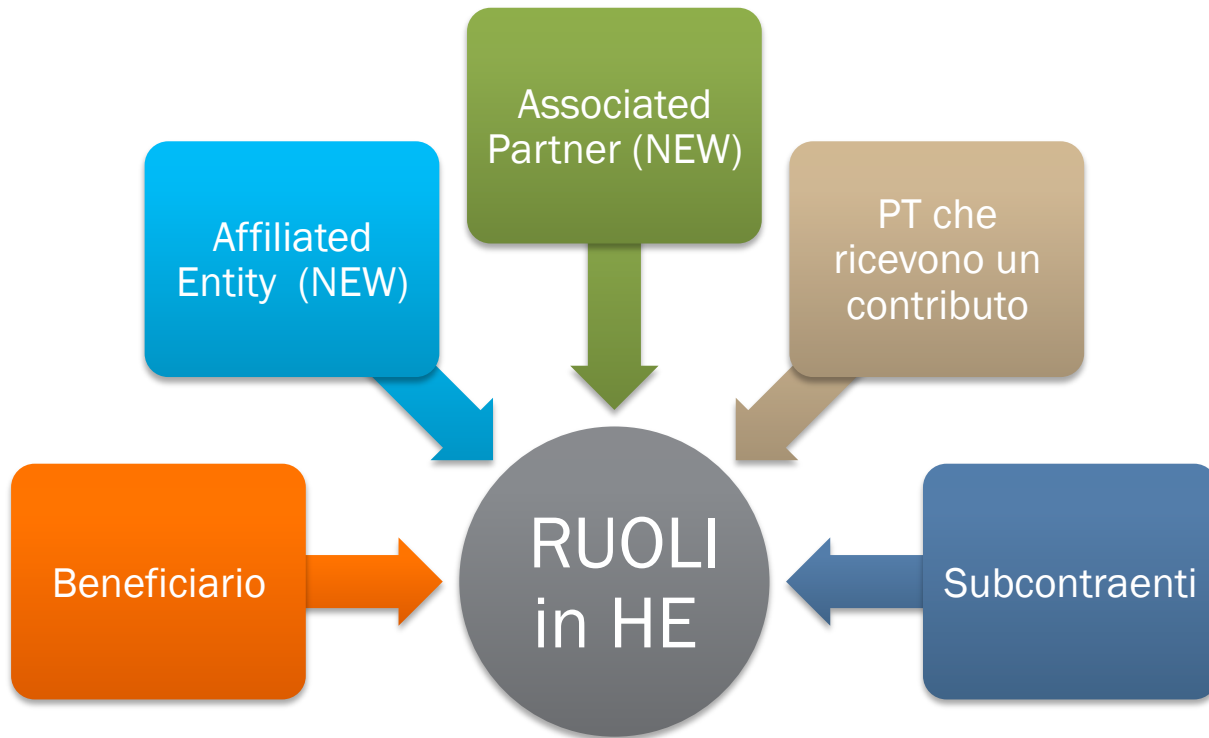 Associated
Partner (NEW)
Affiliated
Entity (NEW)
PT che
ricevono un
contributo
Beneficiario
RUOLI
in HE
Subcontraenti